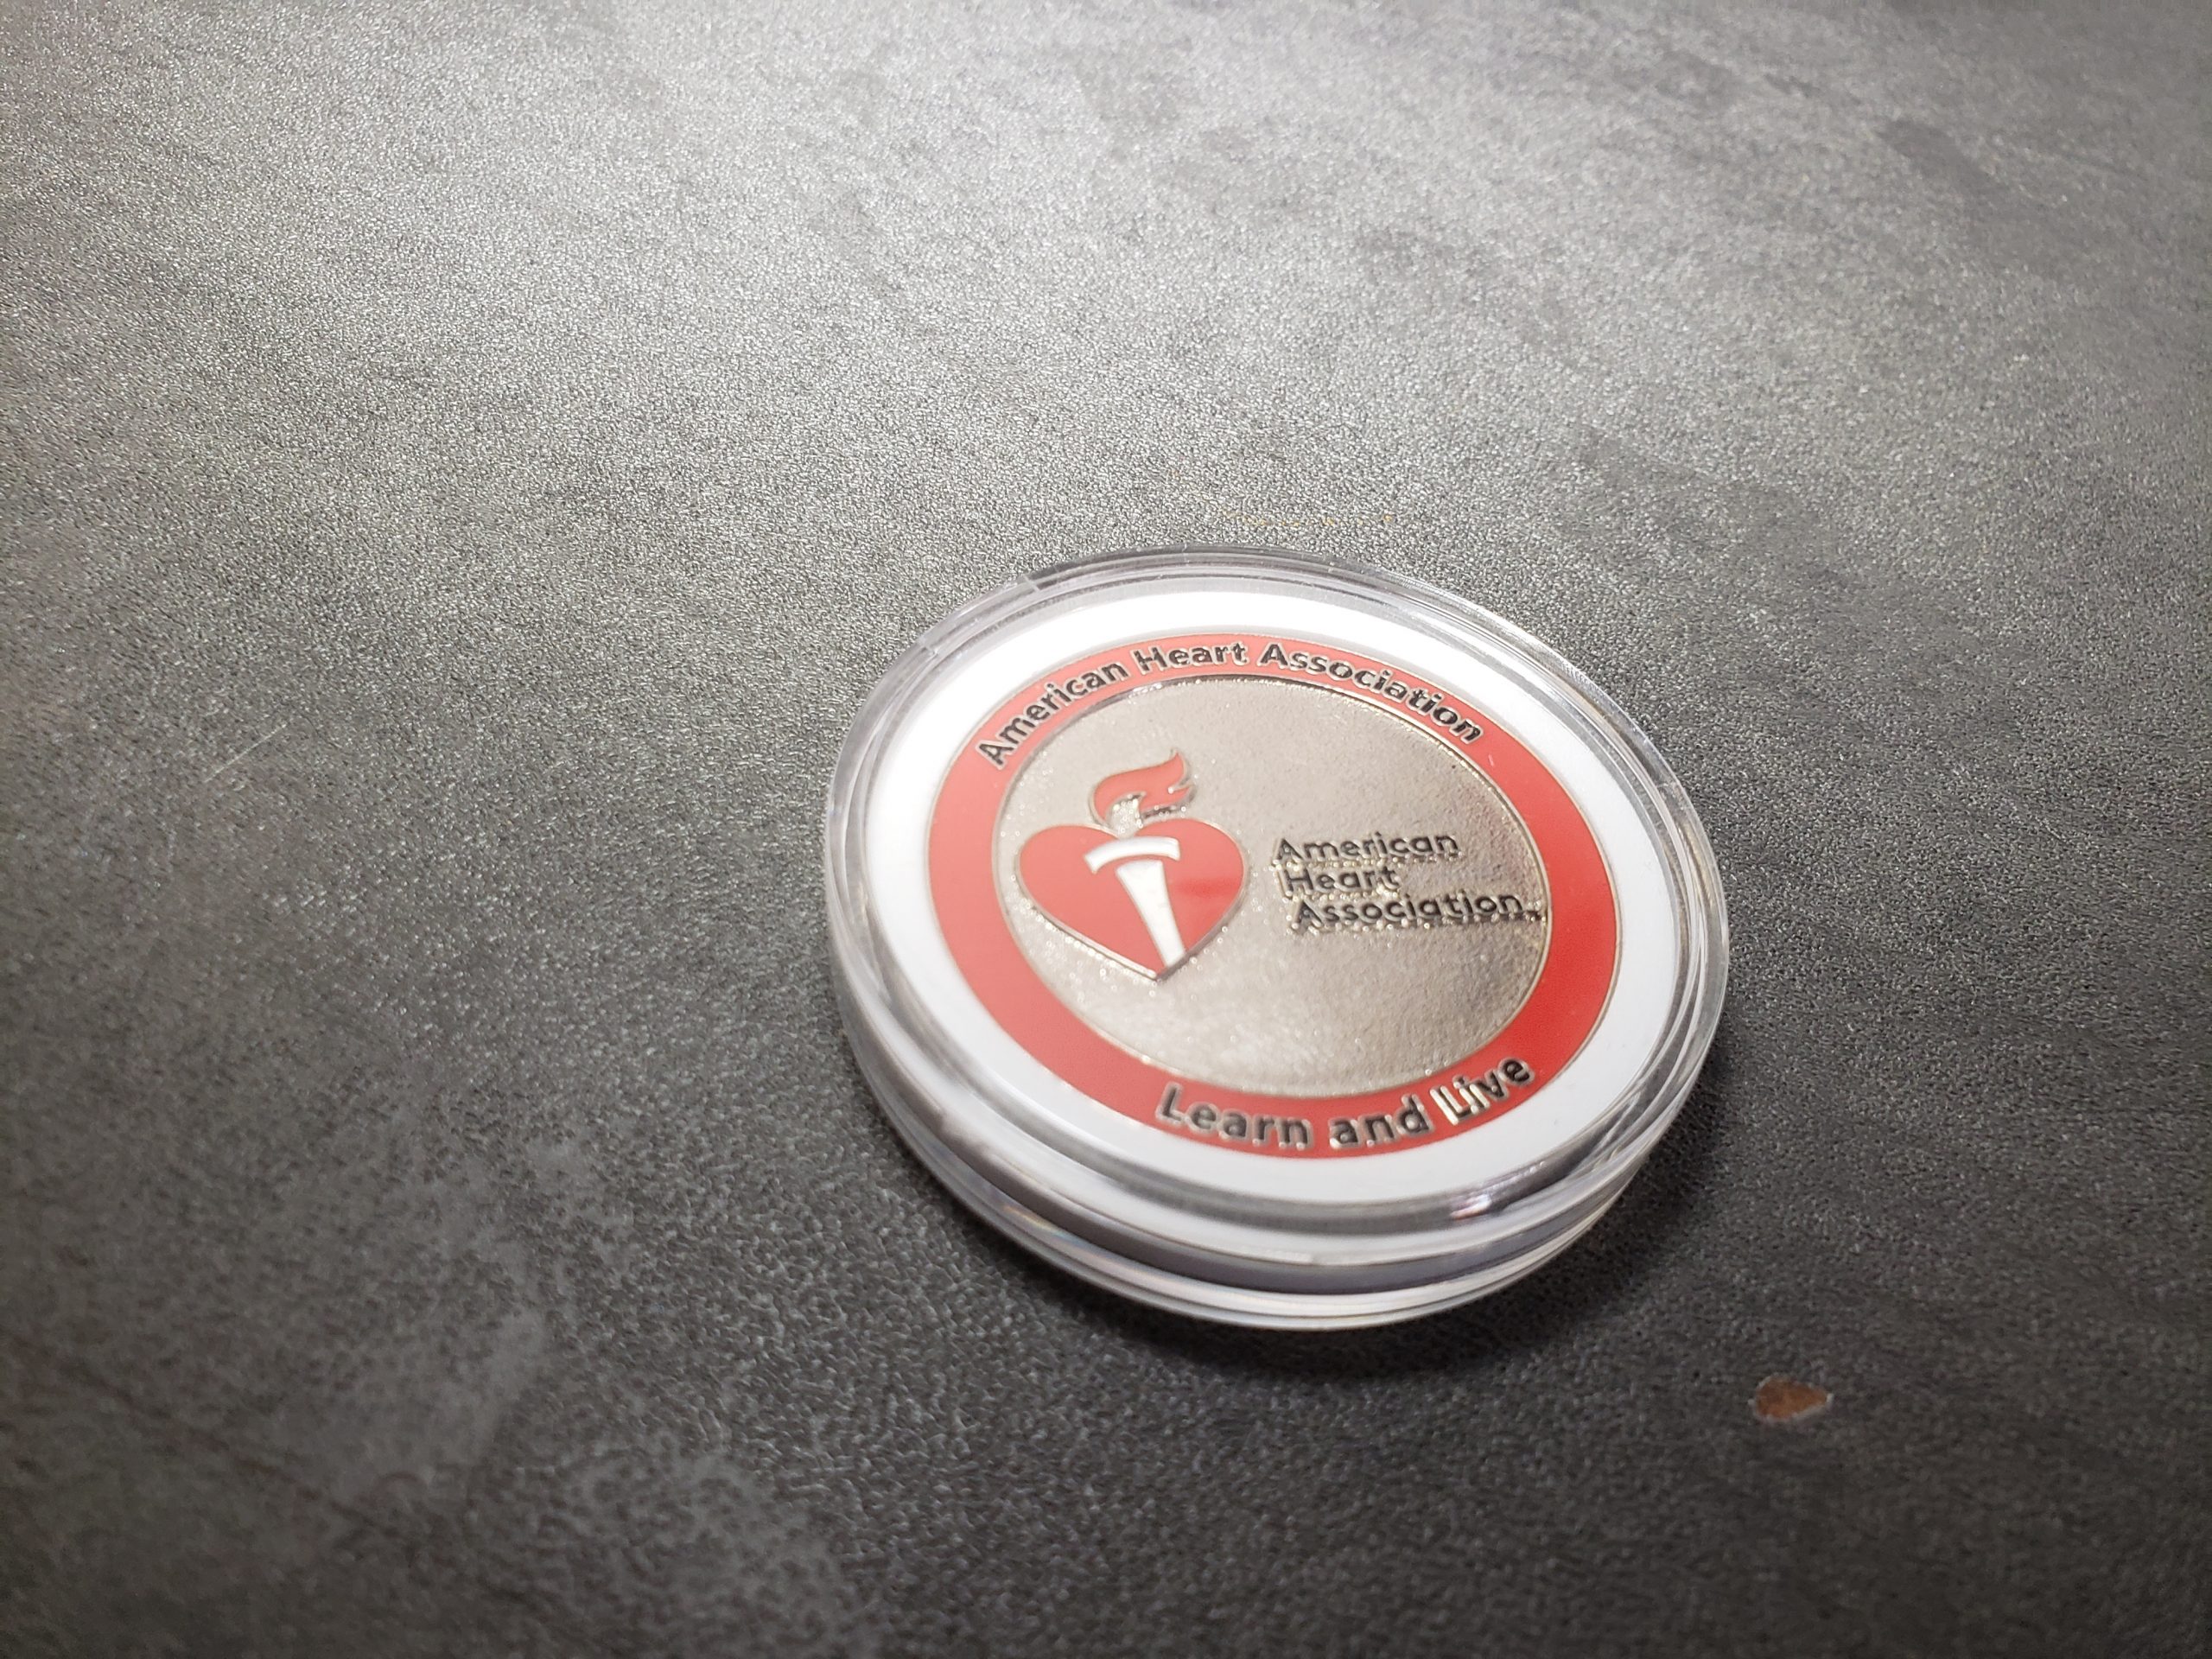 American Heart Association
American
Heart
Association
Learn and Live